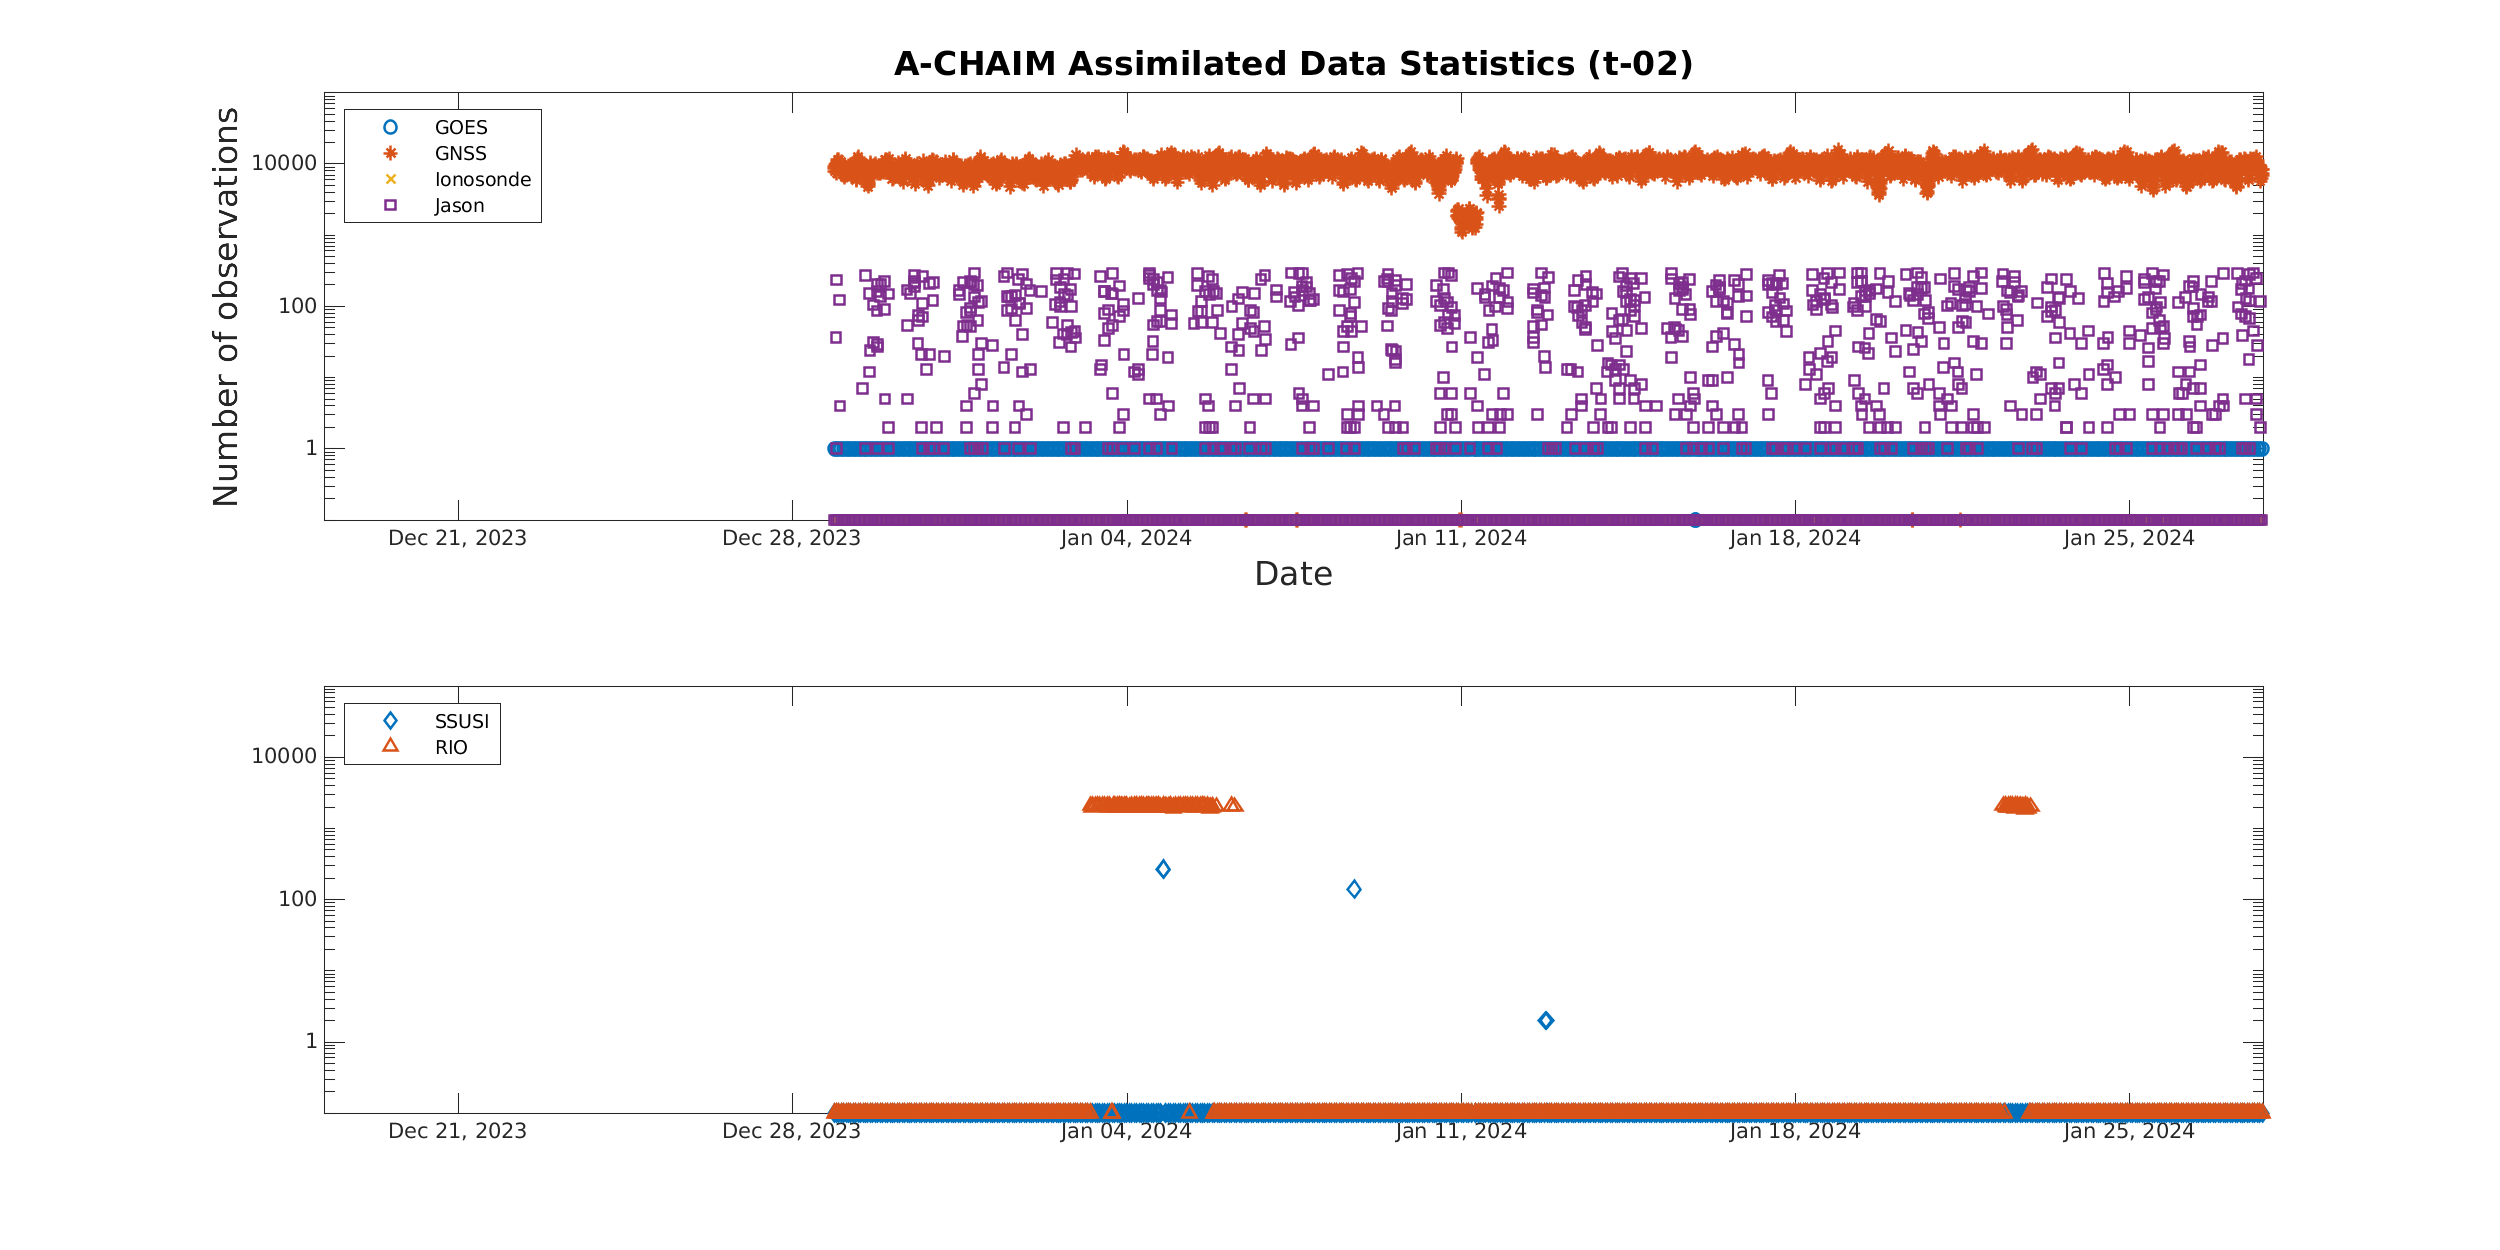 A-CHAIM Assimilated Data Statistics (t-02)
Number of observations
10000
100
1
GOES
GNSS
Ionosonde
Jason
Dec 21, 2023
Dec 28, 2023
Jan 04, 2024
Jan 11, 2024
Jan 18, 2024
Jan 25, 2024
Date
10000
100
1
SSUSI
RIO
Dec 21, 2023
Dec 28, 2023
Jan 04, 2024
Jan 11, 2024
Jan 18, 2024
Jan 25, 2024